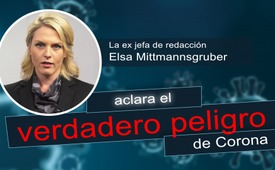 La ex jefa de redacción
Elsa Mittmannsgruber
aclara el
verdadero peligro
de Corona